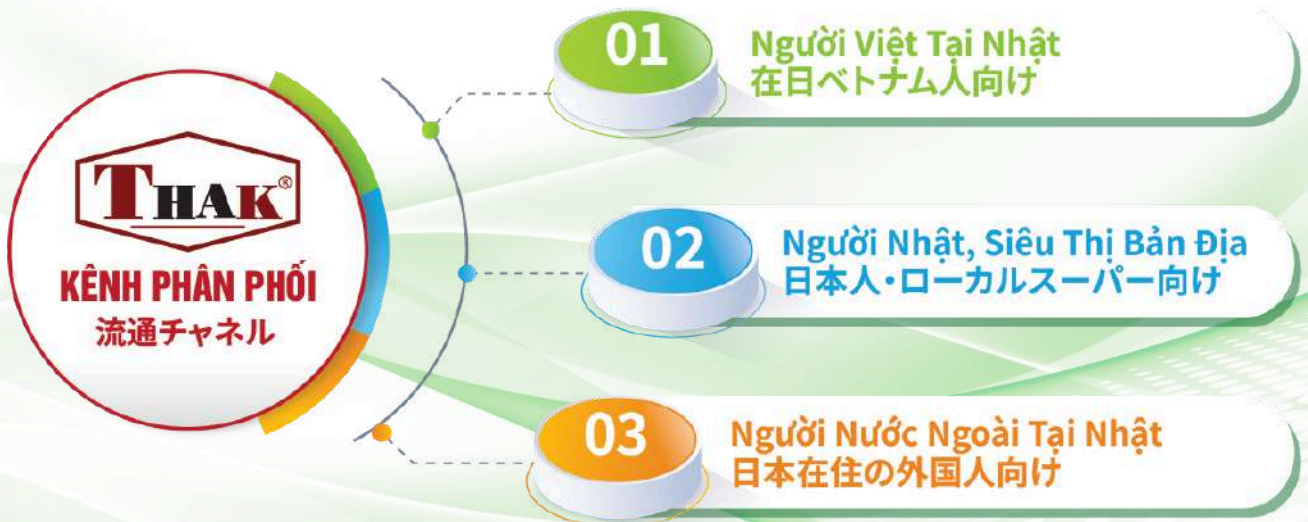 THAK®
KÊNH PHÂN PHỐI
流通チャネル
01
Người Việt Tại Nhật
在日ベトナム人向け
02
Người Nhật, Siêu Thị Bản Địa
日本人・ローカルスーパー向け
03
Người Nước Ngoài Tại Nhật
日本在住の外国人向け